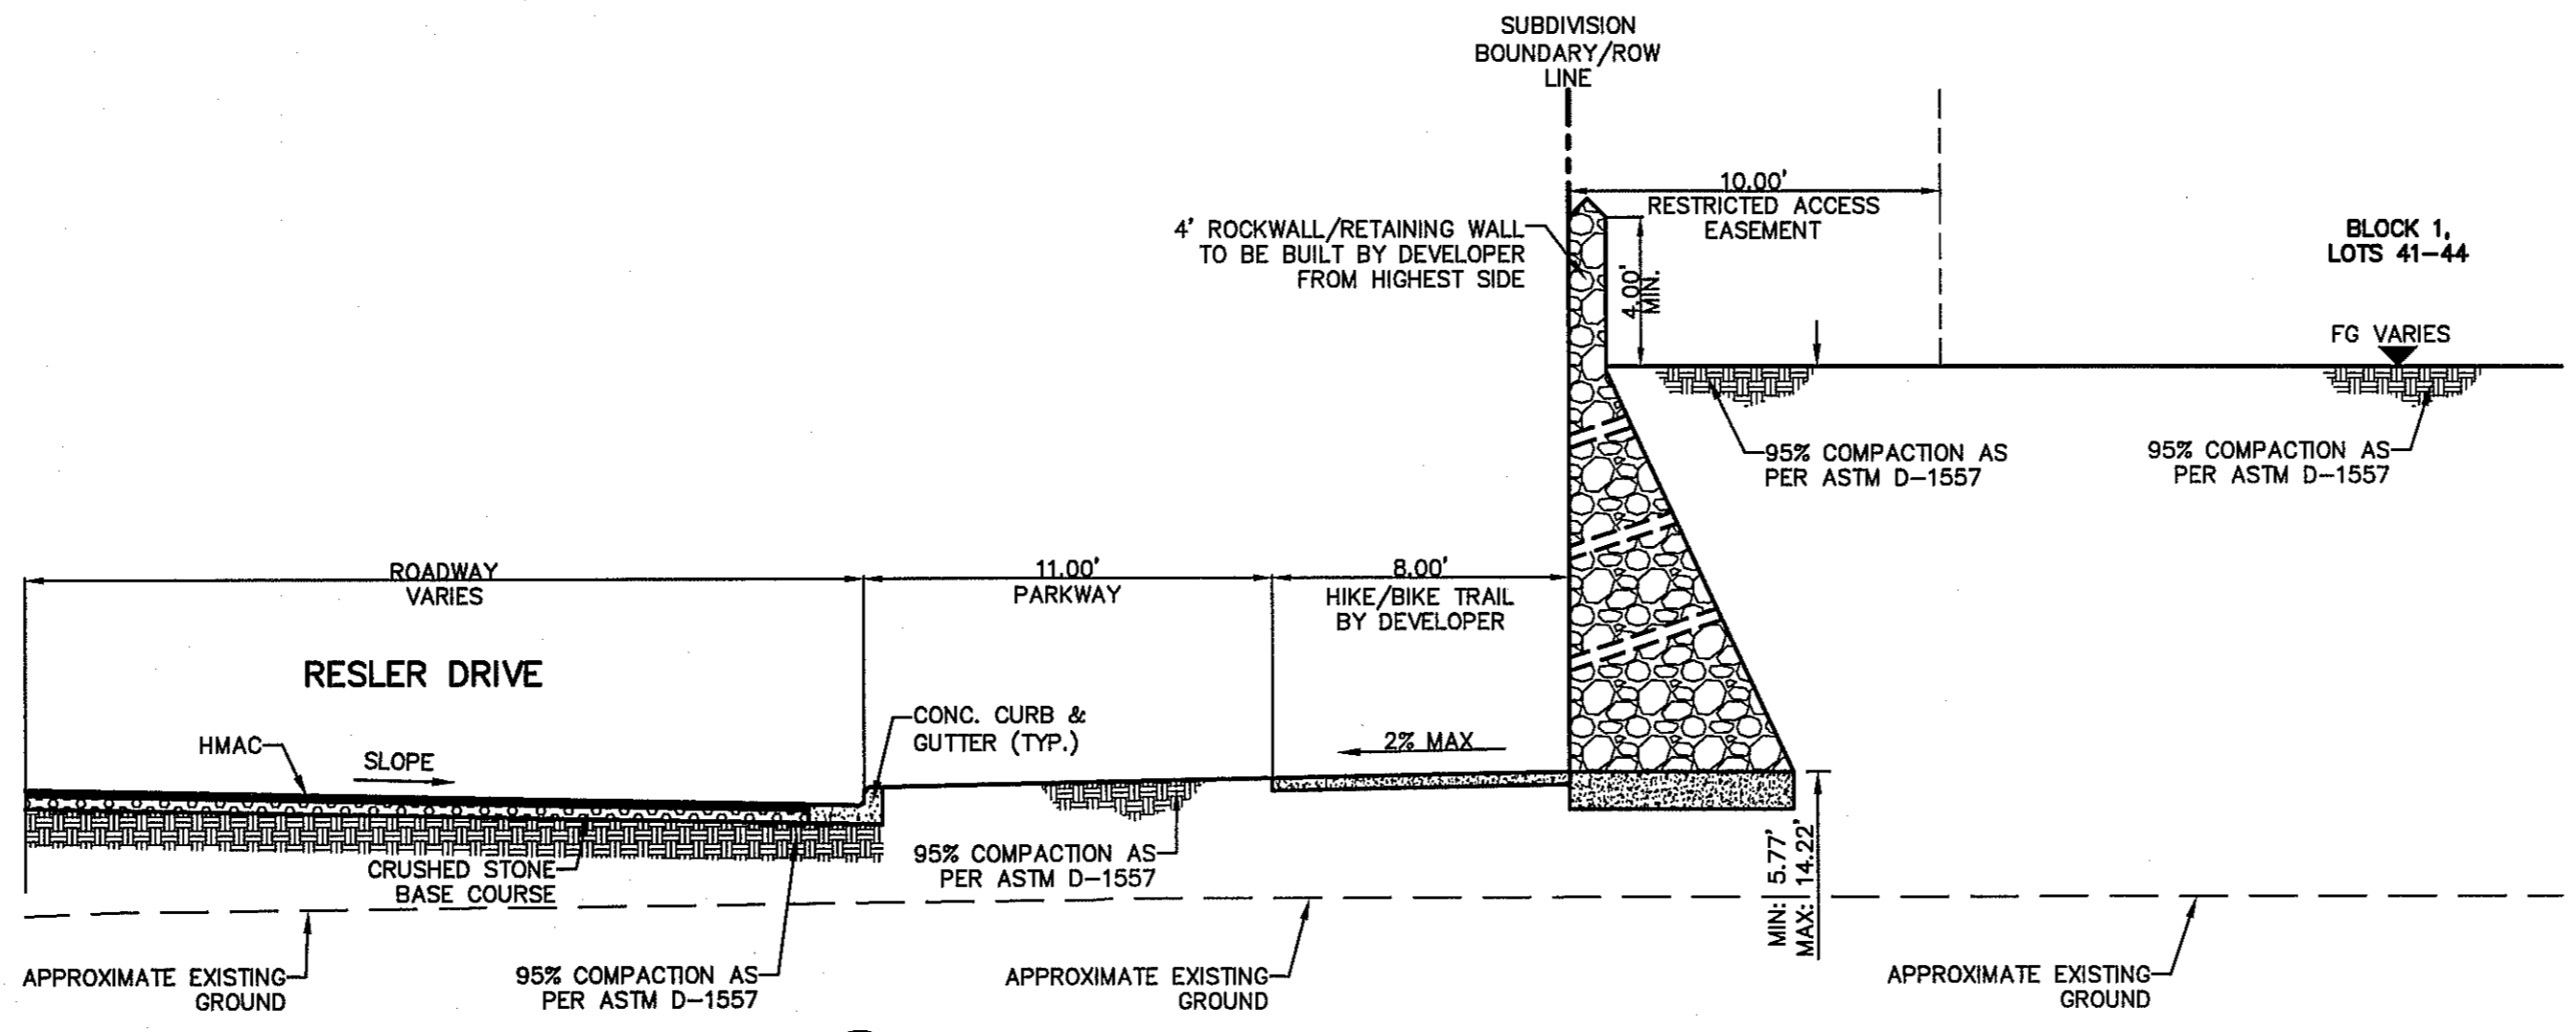 SUBDIVISION
BOUNDARY/ROW
LINE
10.00'
RESTRICTED ACCESS
EASEMENT
4' ROCKWALL/RETAINING WALL
TO BE BUILT BY DEVELOPER
FROM HIGHEST SIDE
4.00'
MIN.
BLOCK 1,
LOTS 41-44
FG VARIES
95% COMPACTION AS
PER ASTM D-1557
95% COMPACTION AS
PER ASTM D-1557
ROADWAY
VARIES
11.00'
PARKWAY
8.00'
HIKE/BIKE TRAIL
BY DEVELOPER
RESLER DRIVE
CONC. CURB &
GUTTER (TYP.)
HMAC
SLOPE
2% MAX
CRUSHED STONE
BASE COURSE
95% COMPACTION AS
PER ASTM D-1557
MIN: 5.77'
MAX: 14.22'
APPROXIMATE EXISTING
GROUND
95% COMPACTION AS
PER ASTM D-1557
APPROXIMATE EXISTING
GROUND
APPROXIMATE EXISTING
GROUND